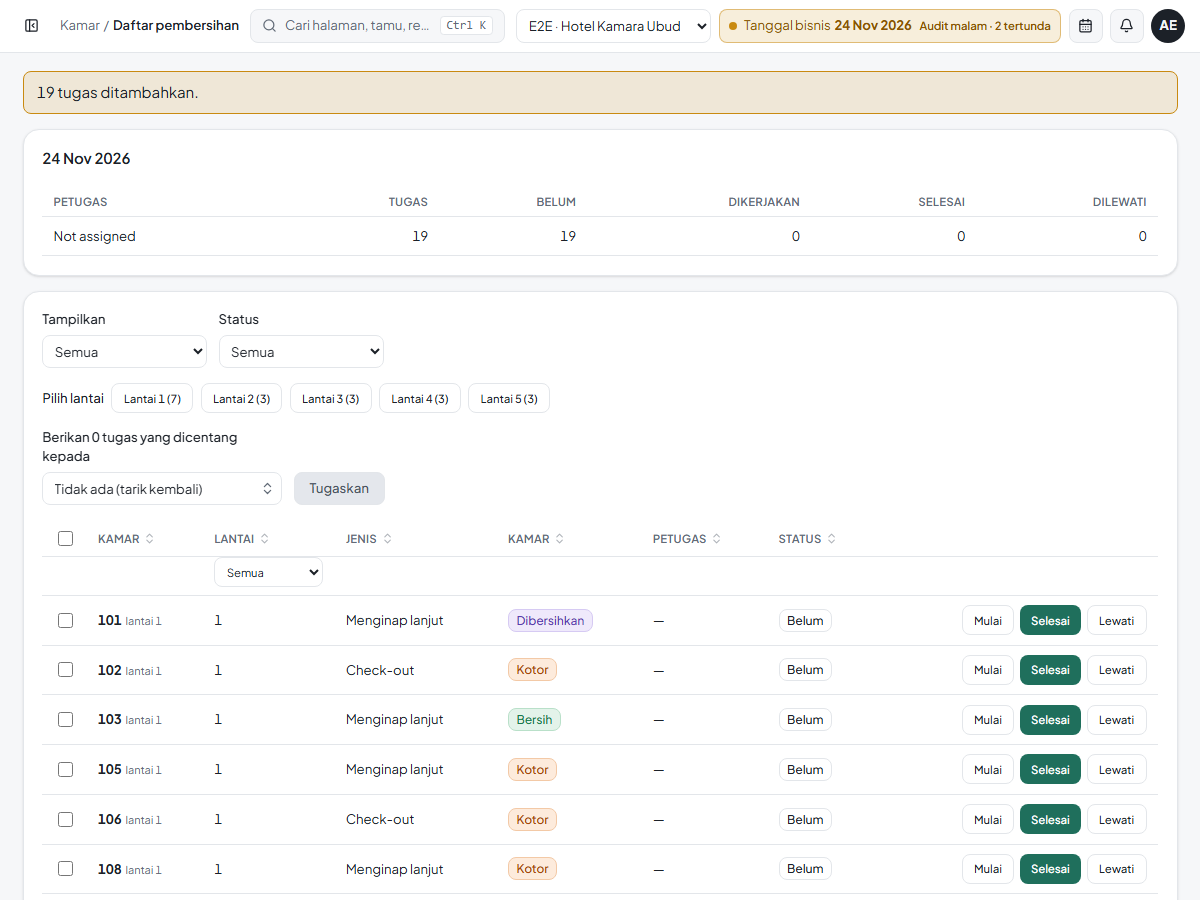 Kamar / Daftar pembersihan
Cari halaman, tamu, re... Ctrl K
E2E · Hotel Kamara Ubud
Tanggal bisnis 24 Nov 2026 Audit malam · 2 tertunda
AE
19 tugas ditambahkan.
24 Nov 2026
PETUGAS TUGAS BELUM DIKERJAKAN SELESAI DILEWATI
Not assigned 19 19 0 0 0
Tampilkan Status
Semua Semua
Pilih lantai Lantai 1 (7) Lantai 2 (3) Lantai 3 (3) Lantai 4 (3) Lantai 5 (3)
Berikan 0 tugas yang dicentang
kepada
Tidak ada (tarik kembali) Tugaskan
KAMAR LANTAI JENIS KAMAR PETUGAS STATUS
Semua
101 lantai 1 1 Menginap lanjut Dibersihkan — Belum Mulai Selesai Lewati
102 lantai 1 1 Check-out Kotor — Belum Mulai Selesai Lewati
103 lantai 1 1 Menginap lanjut Bersih — Belum Mulai Selesai Lewati
105 lantai 1 1 Menginap lanjut Kotor — Belum Mulai Selesai Lewati
106 lantai 1 1 Check-out Kotor — Belum Mulai Selesai Lewati
108 lantai 1 1 Menginap lanjut Kotor — Belum Mulai Selesai Lewati